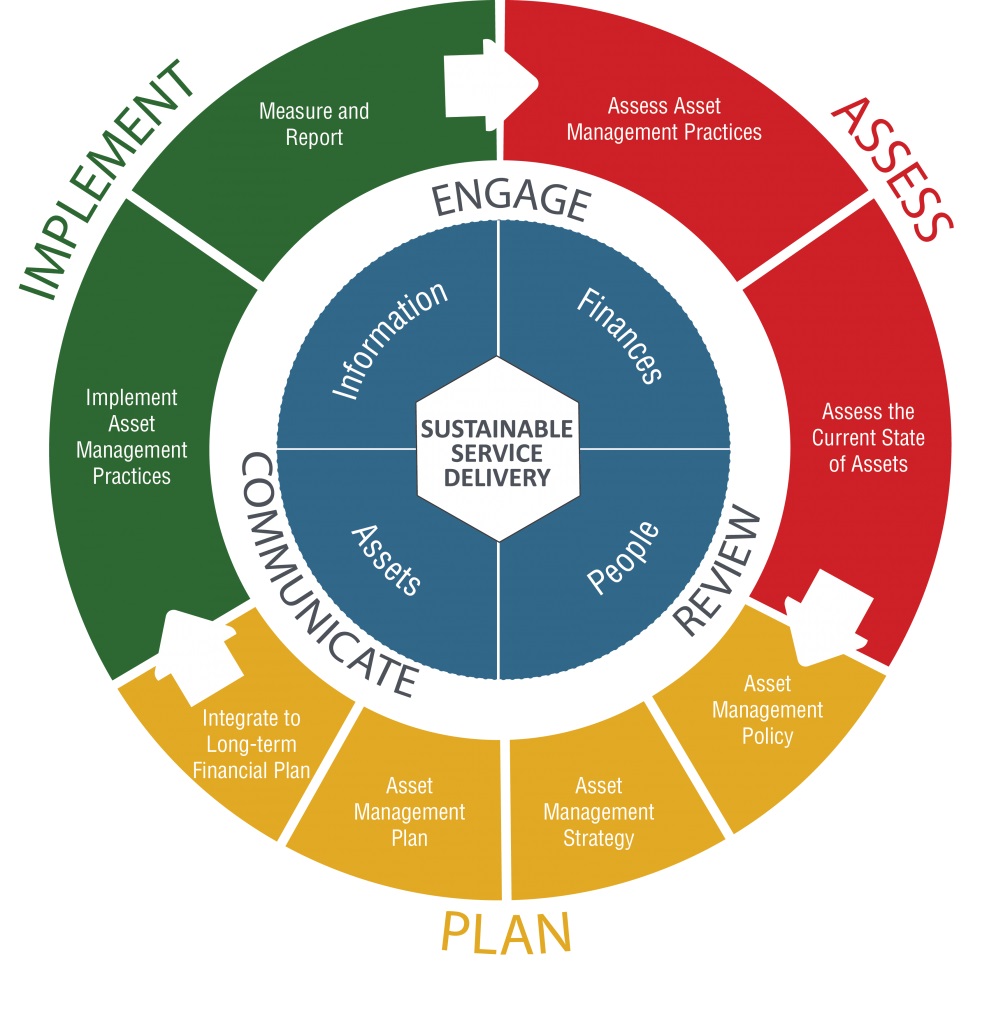 IMPLEMENT
ASSESS
PLAN
Measure and
Report
Assess Asset
Management Practices
Assess the
Current State
of Assets
Asset
Management
Policy
Asset
Management
Strategy
Asset
Management
Plan
Integrate to
Long-term
Financial Plan
Implement
Asset
Management
Practices
ENGAGE
REVIEW
COMMUNICATE
Information
Finances
People
Assets
SUSTAINABLE
SERVICE
DELIVERY